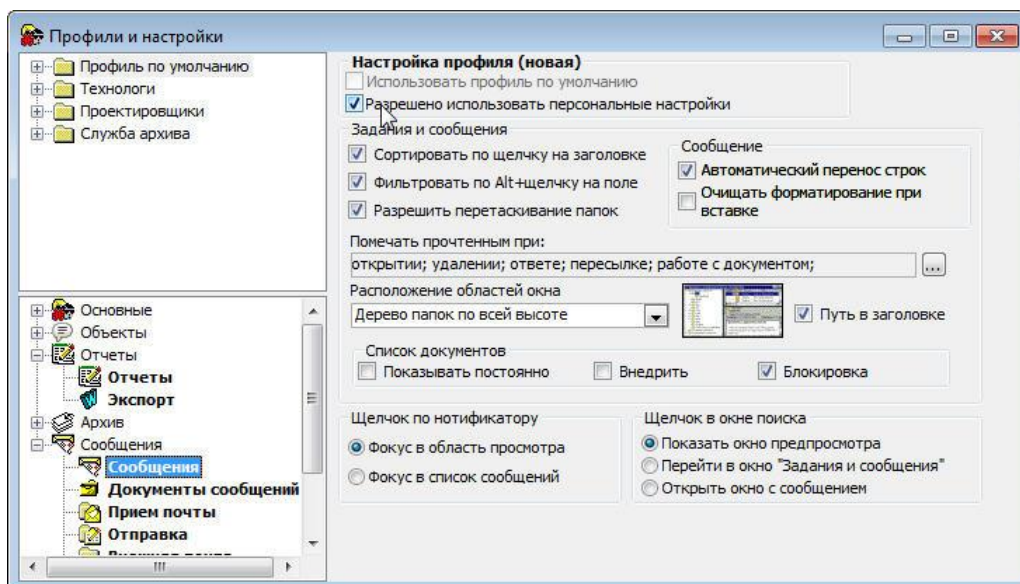 Профили и настройки
Профиль по умолчанию
Технологи
Проектировщики
Служба архива
Основные
Объекты
Отчеты
Отчеты
Экспорт
Архив
Сообщения
Сообщения
Документы сообщений
Прием почты
Отправка
Настройка профиля (новая)
Использовать профиль по умолчанию
Разрешено использовать персональные настройки
Задания и сообщения
Сортировать по щелчку на заголовке
Фильтровать по Alt+щелчку на поле
Разрешить перетаскивание папок
Сообщение
Автоматический перенос строк
Очищать форматирование при
вставке
Помечать прочтенным при:
открытии; удалении; ответе; пересылке; работе с документом; ...
Расположение областей окна
Дерево папок по всей высоте
Путь в заголовке
Список документов
Показывать постоянно Внедрить Блокировка
Щелчок по нотификатору
Фокус в область просмотра
Фокус в список сообщений
Щелчок в окне поиска
Показать окно предпросмотра
Перейти в окно "Задания и сообщения"
Открыть окно с сообщением